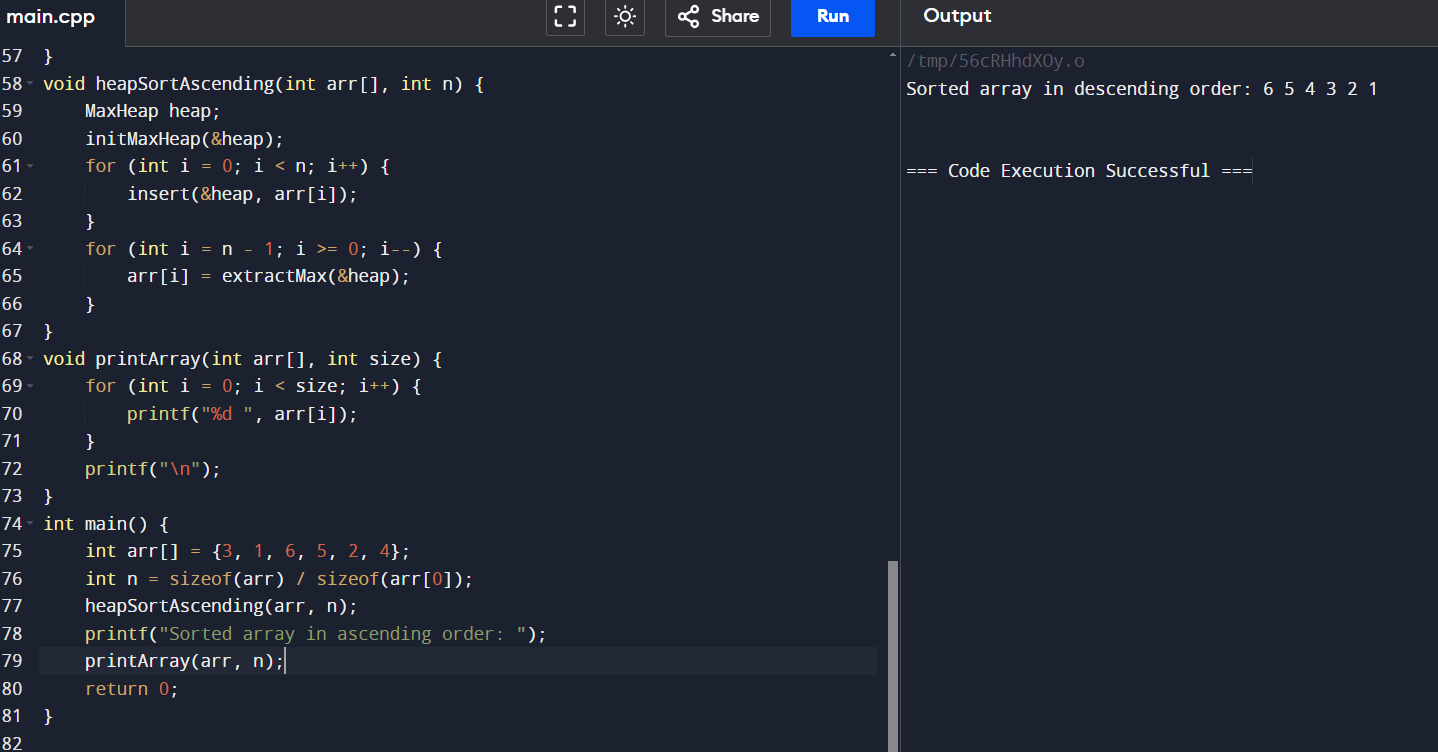 main.cpp
Share
Run
Output
57 }
58 void heapSortAscending(int arr[], int n) {
59     MaxHeap heap;
60     initMaxHeap(&heap);
61     for (int i = 0; i < n; i++) {
62         insert(&heap, arr[i]);
63     }
64     for (int i = n - 1; i >= 0; i--) {
65         arr[i] = extractMax(&heap);
66     }
67 }
68 void printArray(int arr[], int size) {
69     for (int i = 0; i < size; i++) {
70         printf("%d ", arr[i]);
71     }
72     printf("\n");
73 }
74 int main() {
75     int arr[] = {3, 1, 6, 5, 2, 4};
76     int n = sizeof(arr) / sizeof(arr[0]);
77     heapSortAscending(arr, n);
78     printf("Sorted array in ascending order: ");
79     printArray(arr, n);
80     return 0;
81 }
82
/tmp/56cRHhdXOy.o
Sorted array in descending order: 6 5 4 3 2 1
=== Code Execution Successful ===